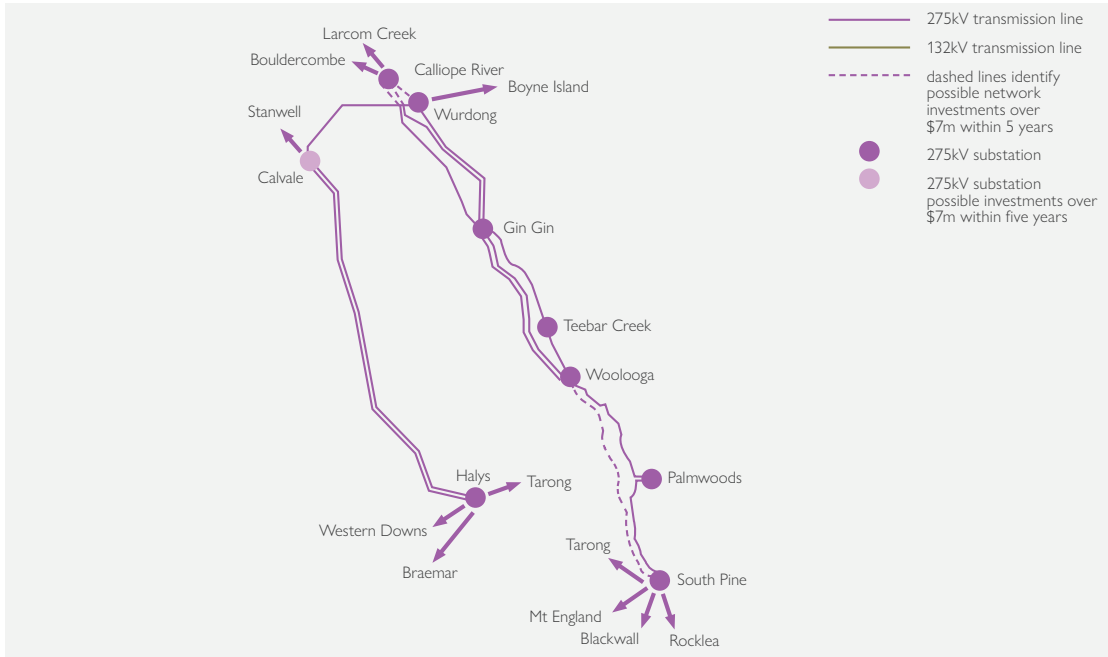 275kV transmission line
132kV transmission line
dashed lines identify
possible network
investments over
$7m within 5 years
275kV substation
275kV substation
possible investments over
$7m within five years
Larcom Creek
Bouldercombe
Calliope River
Boyne Island
Wurdong
Stanwell
Calvale
Gin Gin
Teebar Creek
Woolooga
Halys
Tarong
Palmwoods
Western Downs
Braemar
Tarong
South Pine
Mt England
Blackwall
Rocklea